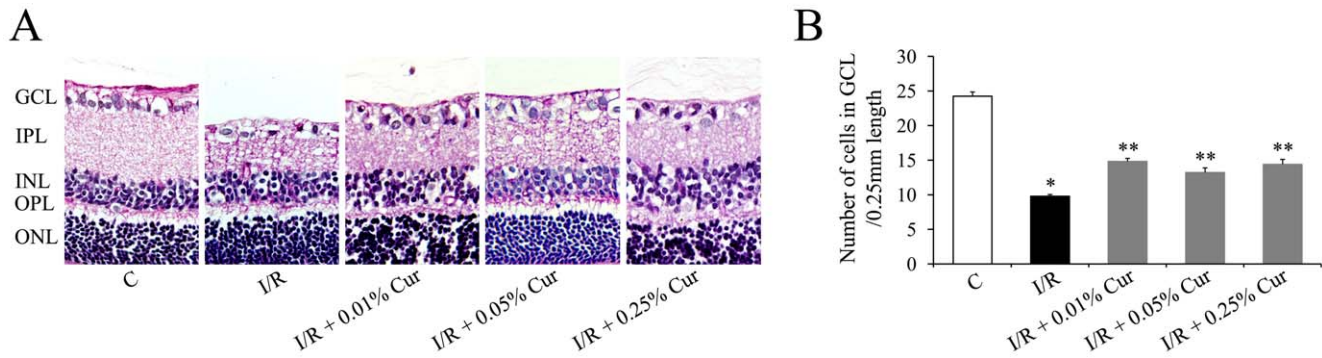 A
GCL
IPL
INL
OPL
ONL
C
I/R
I/R + 0.01% Cur
I/R + 0.05% Cur
I/R + 0.25% Cur
B
Number of cells in GCL
/0.25mm length
30
25
20
15
10
5
0
*
**
**
**
C
I/R
I/R + 0.01% Cur
I/R + 0.05% Cur
I/R + 0.25% Cur